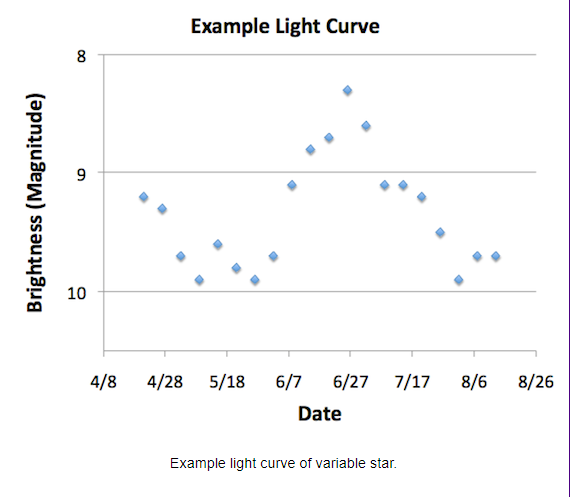 Example Light Curve
Brightness (Magnitude)
8
9
10
4/8 4/28 5/18 6/7 6/27 7/17 8/6 8/26
Date
Example light curve of variable star.